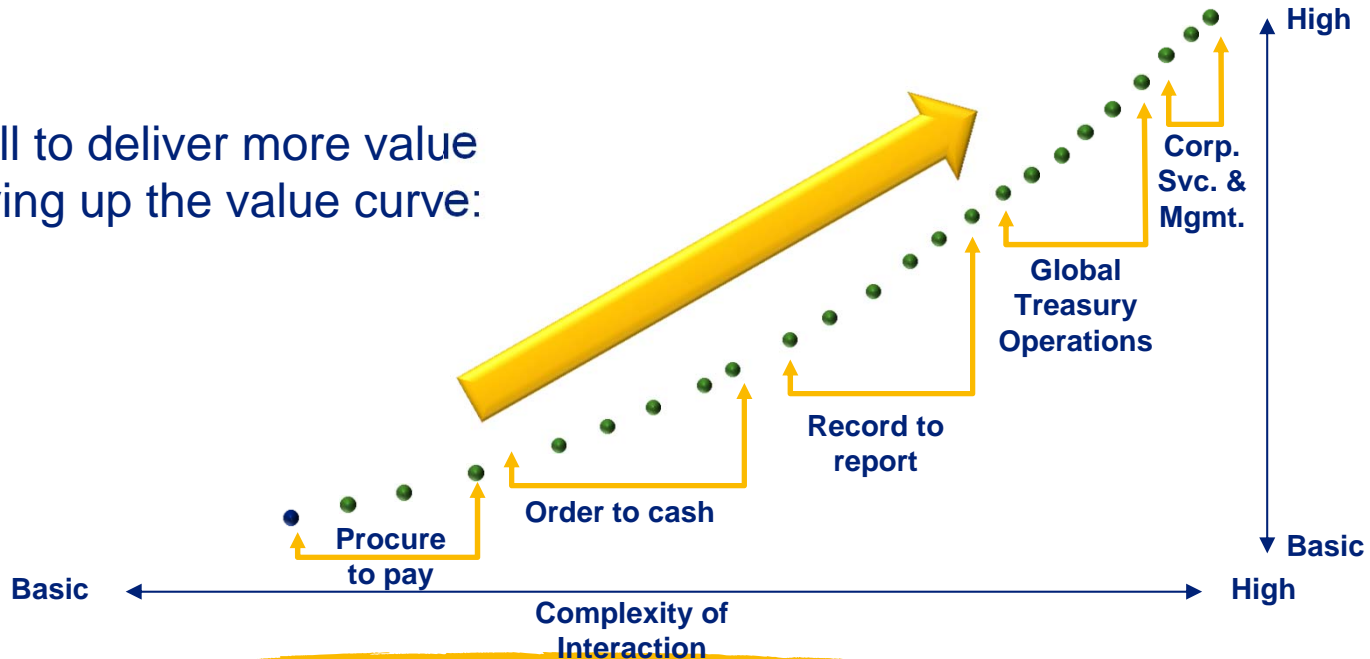 High
ll to deliver more value
ing up the value curve:
Corp.
Svc. &
Mgmt.
Global
Treasury
Operations
Record to
report
Order to cash
Procure
to pay
Basic
Basic
High
Complexity of
Interaction